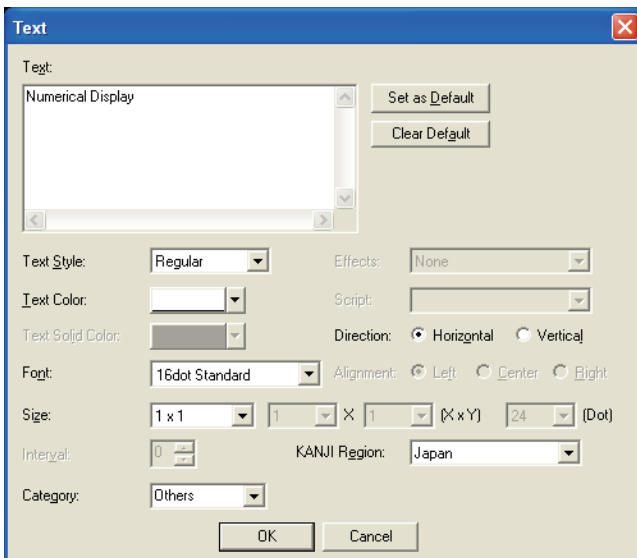 Text
Text:
Numerical Display
Set as Default
Clear Default
Text Style: Regular Effects: None
Text Color: Script:
Text Solid Color: Direction: Horizontal Vertical
Font: 16dot Standard Alignment: Left Center Right
Size: 1 x 1 1 X 1 (X x Y) 24 (Dot)
Interval: 0 KANJI Region: Japan
Category: Others
OK Cancel